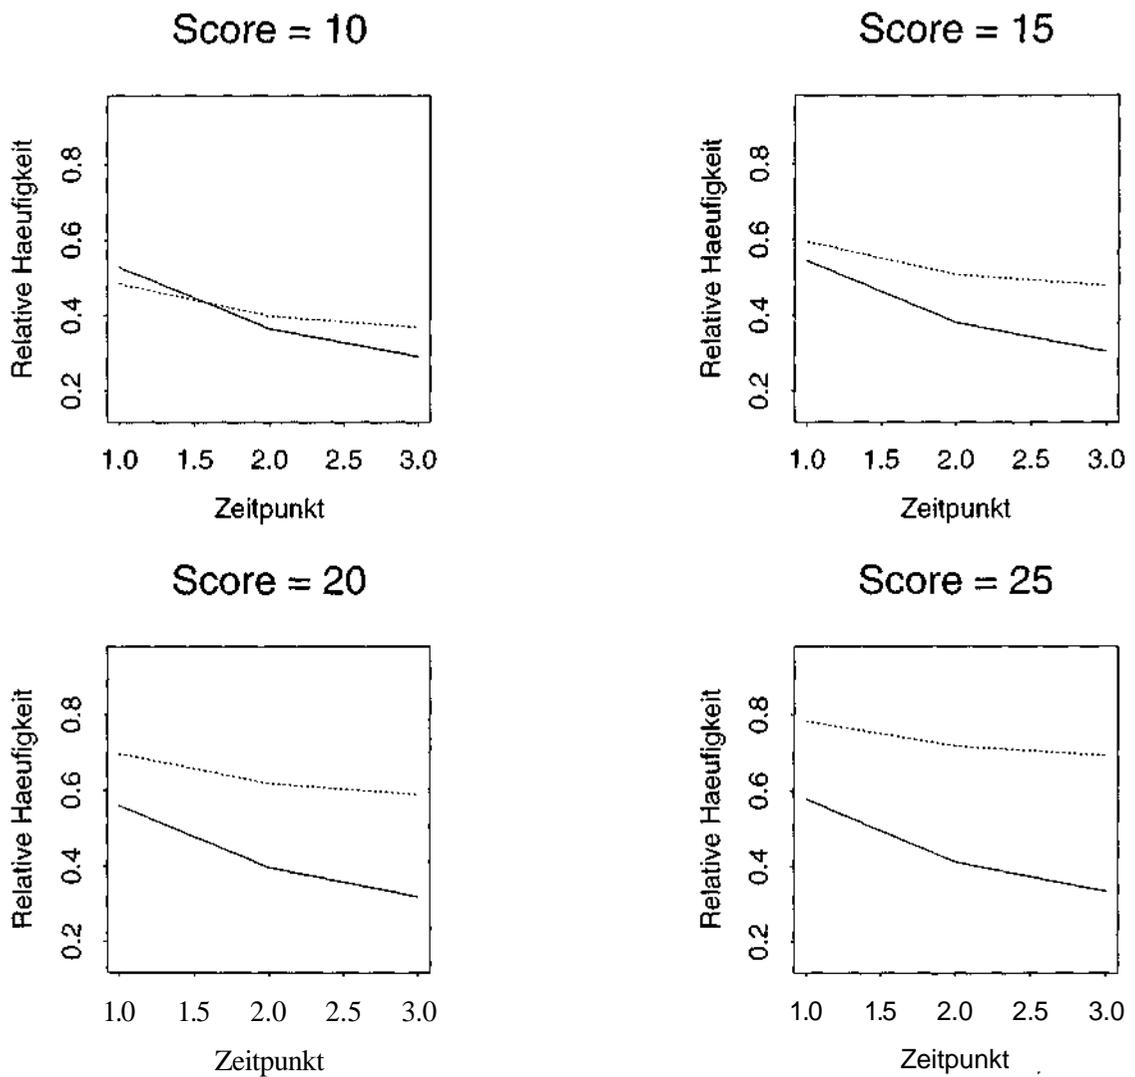 Score = 10
Relative Haeufigkeit
0.8
0.6
0.4
0.2
1.0 1.5 2.0 2.5 3.0
Zeitpunkt
Score = 15
Relative Haeufigkeit
0.8
0.6
0.4
0.2
1.0 1.5 2.0 2.5 3.0
Zeitpunkt
Score = 20
Relative Haeufigkeit
0.8
0.6
0.4
0.2
1.0 1.5 2.0 2.5 3.0
Zeitpunkt
Score = 25
Relative Haeufigkeit
0.8
0.6
0.4
0.2
1.0 1.5 2.0 2.5 3.0
Zeitpunkt